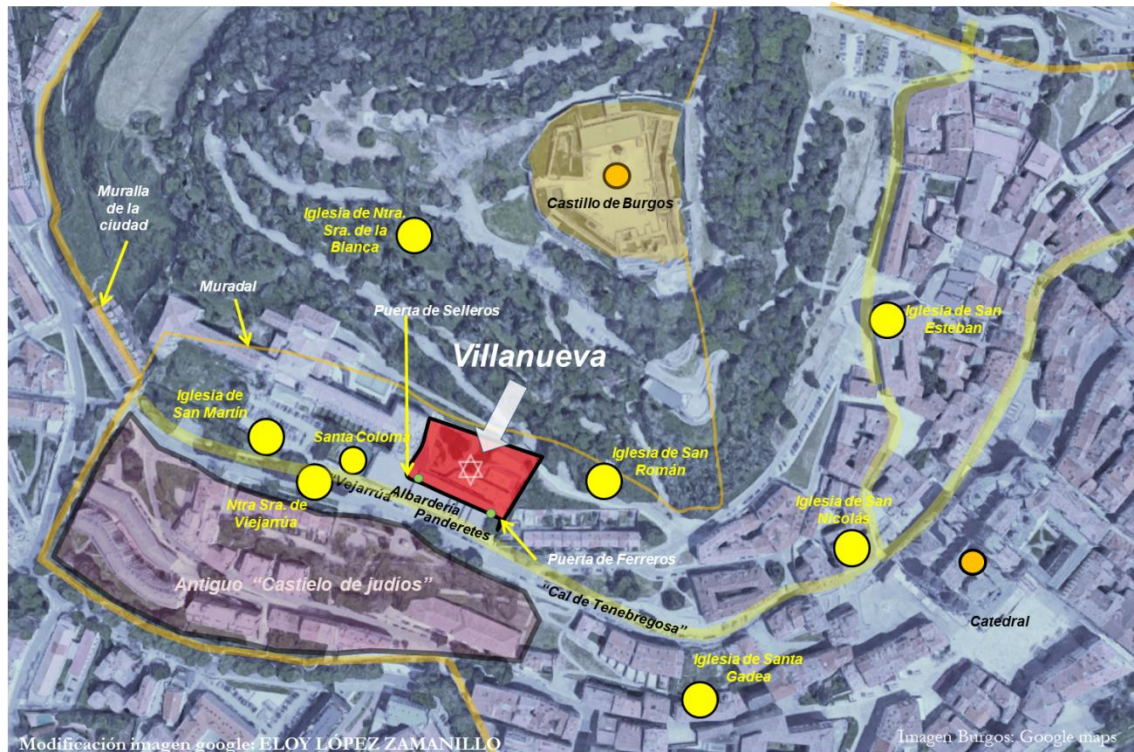 Castillo de Burgos
Muralla
de la
ciudad
Iglesia de Ntra.
Sra. de la
Blanca
Muradal
Puerta de Selleros
Iglesia de San
Esteban
Villanueva
Iglesia de
San Martín
Santa Coloma
Iglesia de San
Román
"Vejarrúa"
Albardería
Panderetes
Ntra Sra. de
Viejarrúa
Iglesia de San
Nicolás
Puerta de Ferreros
Antiguo "Castielo de judios"
"Cal de Tenebregosa"
Catedral
Iglesia de Santa
Gadea
Modificación imagen google: ELOY LÓPEZ ZAMANILLO
Imagen Burgos: Google maps